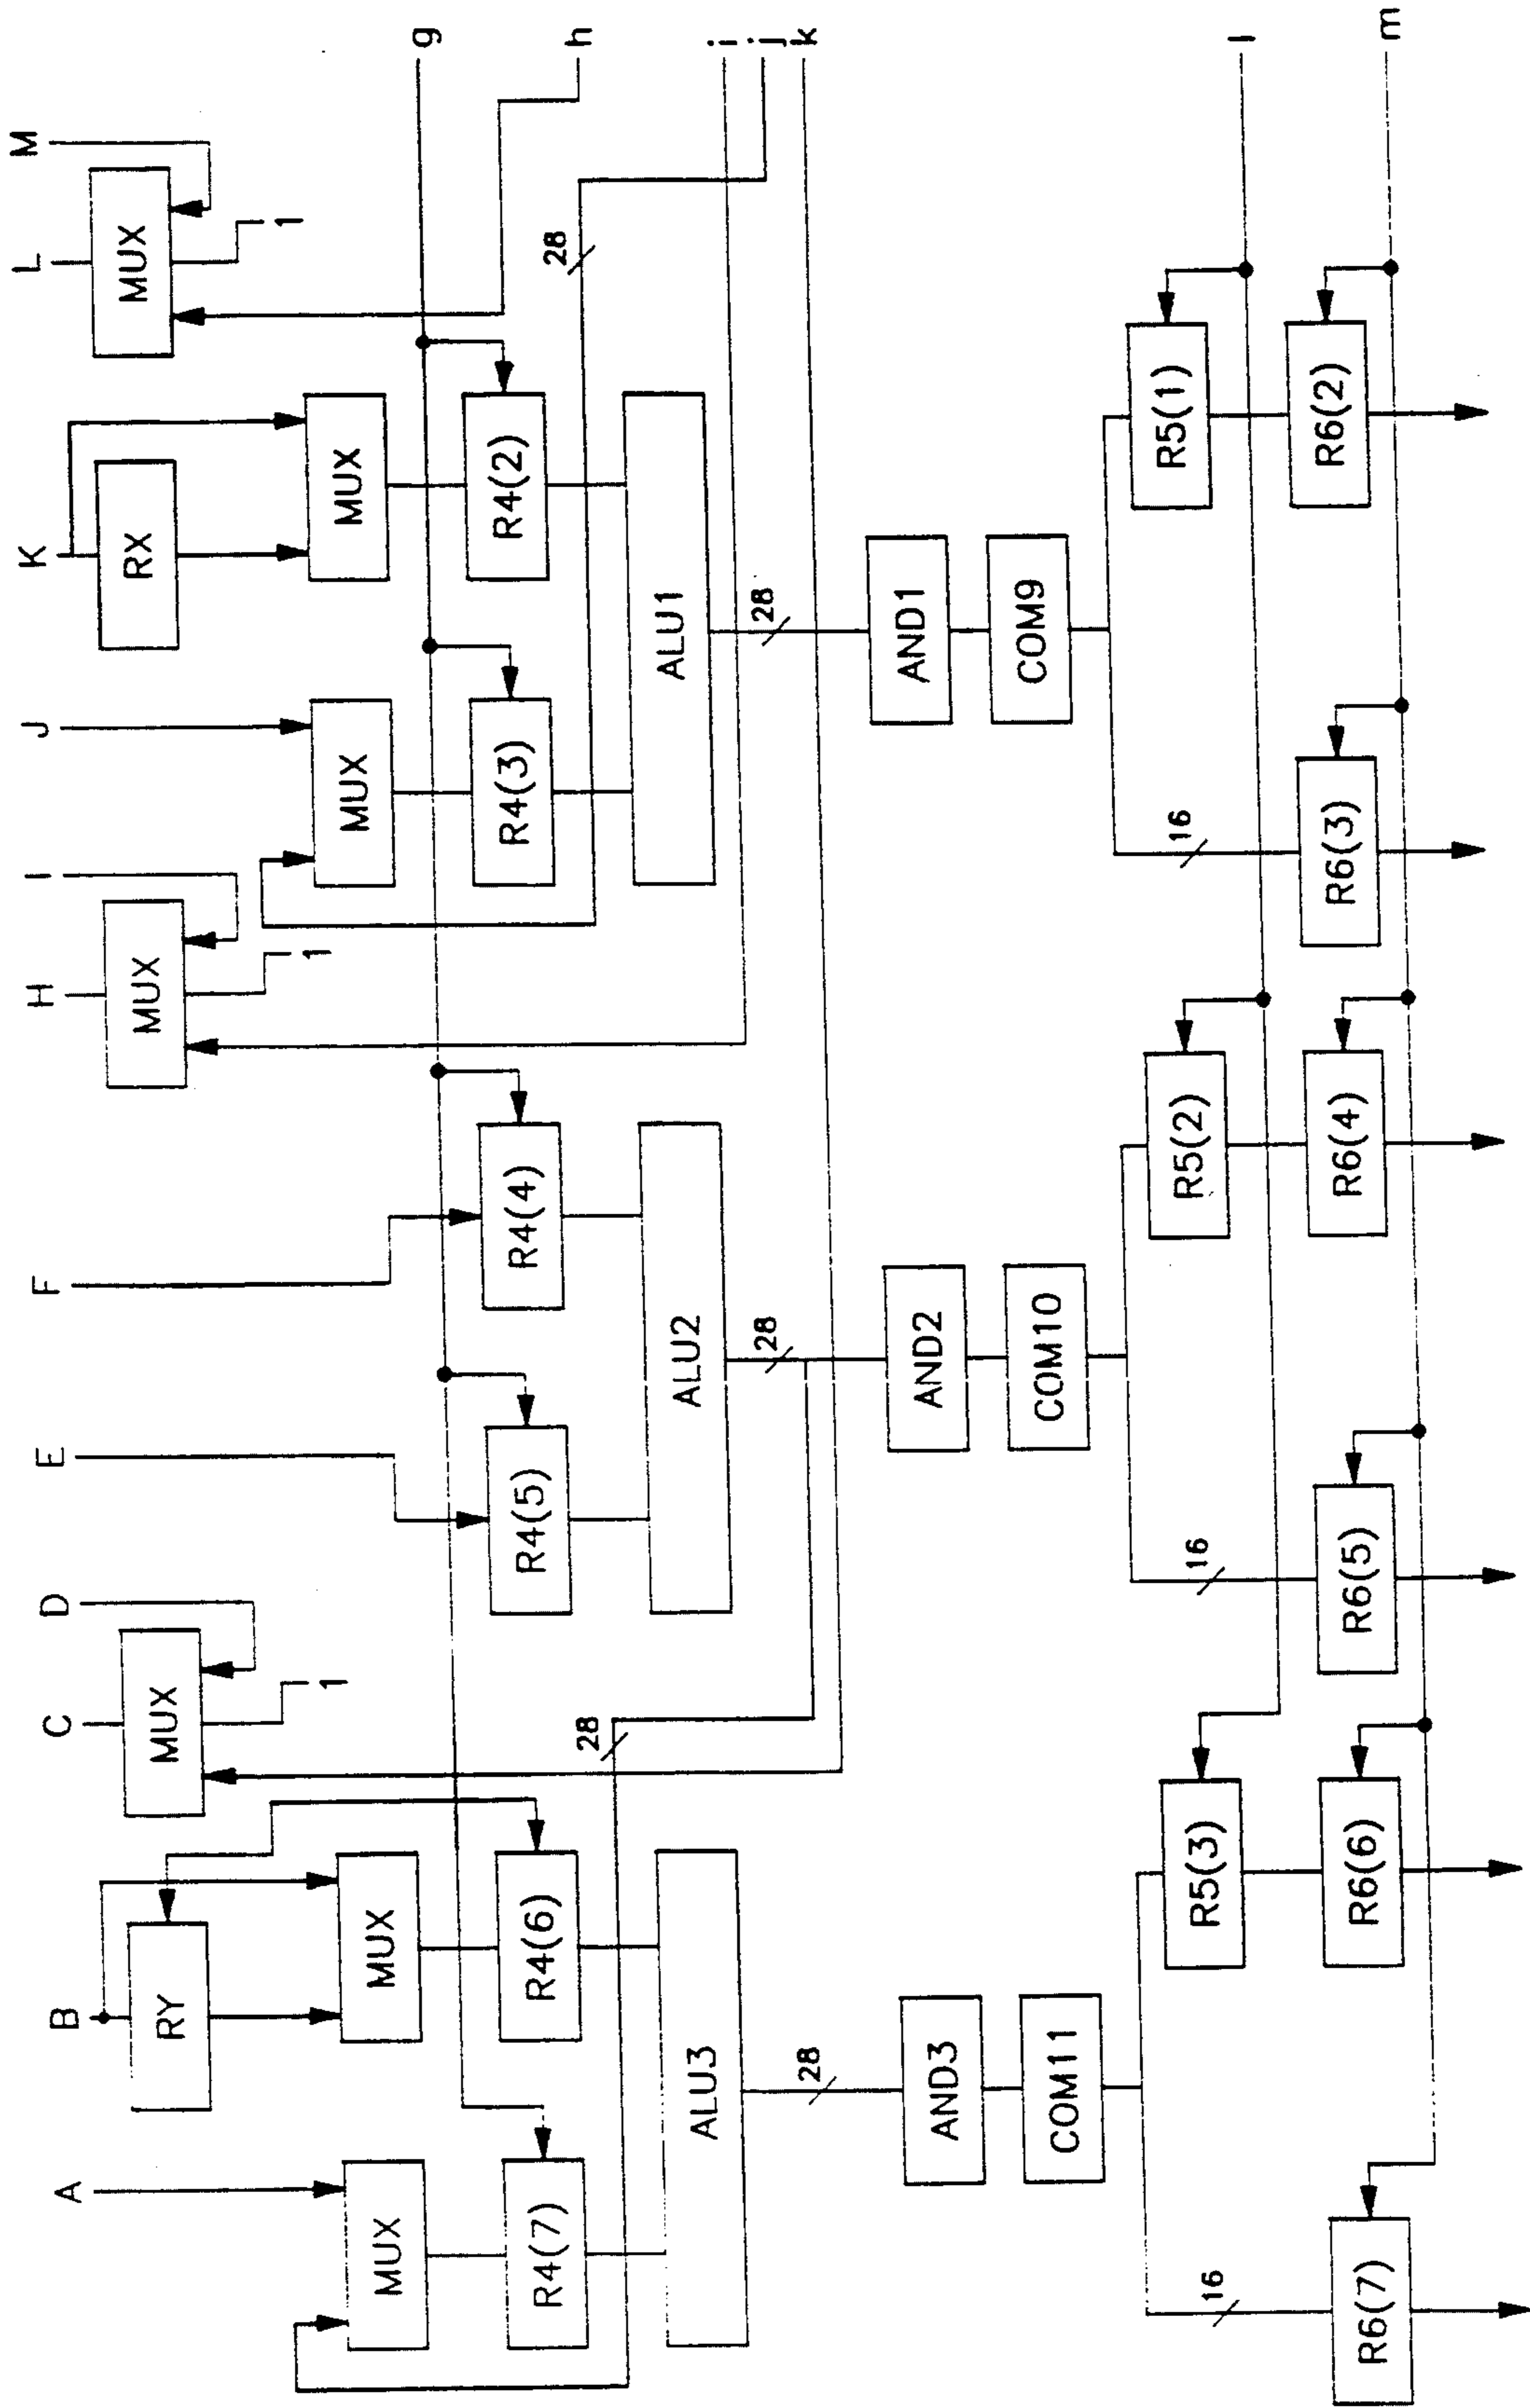 A
B
C
D
E
F
H
I
J
K
L
M
RY
MUX
MUX
RX
MUX
MUX
MUX
MUX
MUX
1
1
1
g
h
i
j
k
l
m
R4(7)
R4(6)
R4(5)
R4(4)
R4(3)
R4(2)
28
28
ALU3
ALU2
ALU1
28
28
28
AND3
AND2
AND1
COM11
COM10
COM9
16
R5(3)
16
R5(2)
16
R5(1)
R6(7)
R6(6)
R6(5)
R6(4)
R6(3)
R6(2)